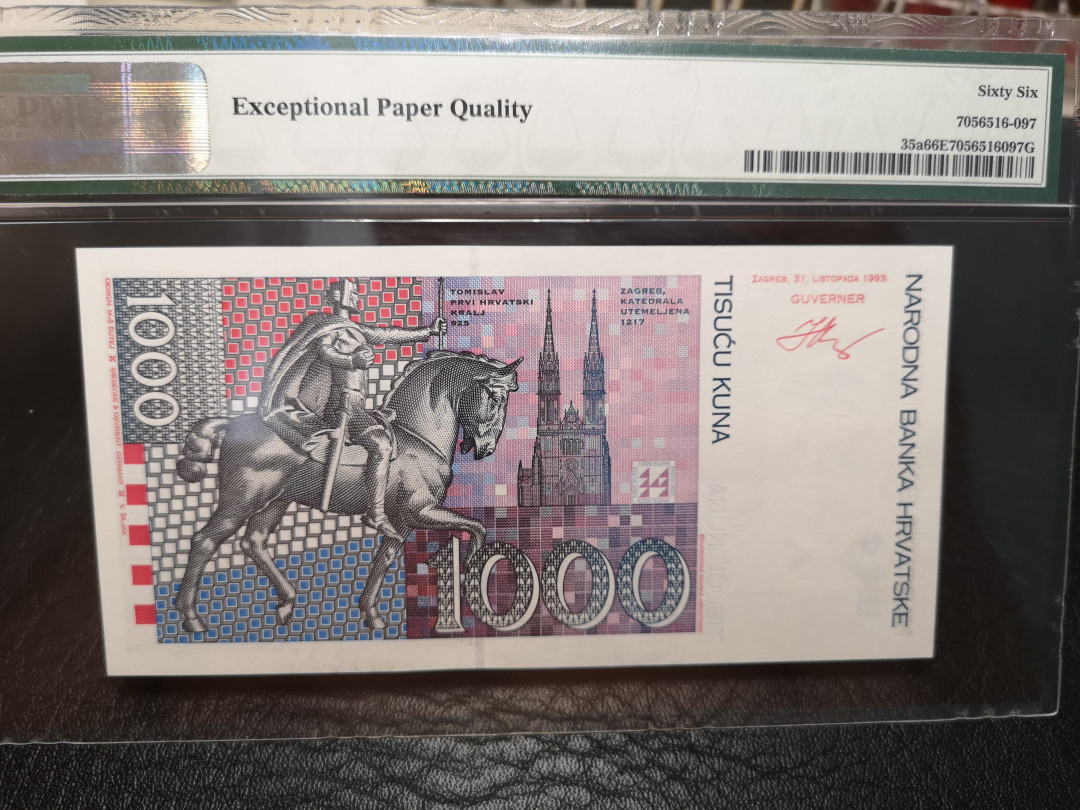 PMG
Exceptional Paper Quality
Sixty Six
7056516-097
35a66E7056516097G
1000
TOMISLAV
PRVI HRVATSKI
KRALJ
925
ZAGREB,
KATEDRALA
UTEMELJENA
1217
1000
TISUĆU KUNA
ZAGREB, 31. LISTOPADA 1993.
GUVERNER
NARODNA BANKA HRVATSKE